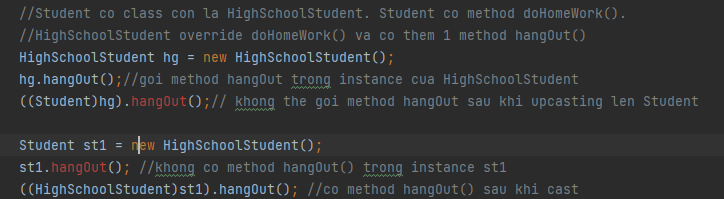 //Student co class con la HighSchoolStudent. Student co method doHomeWork().
//HighSchoolStudent override doHomeWork() va co them 1 method hangOut()
HighSchoolStudent hg = new HighSchoolStudent();
hg.hangOut();//goi method hangOut trong instance cua HighSchoolStudent
((Student)hg).hangOut();// khong the goi method hangOut sau khi upcasting len Student
Student st1 = new HighSchoolStudent();
st1.hangOut(); //khong co method hangOut() trong instance st1
((HighSchoolStudent)st1).hangOut(); //co method hangOut() sau khi cast